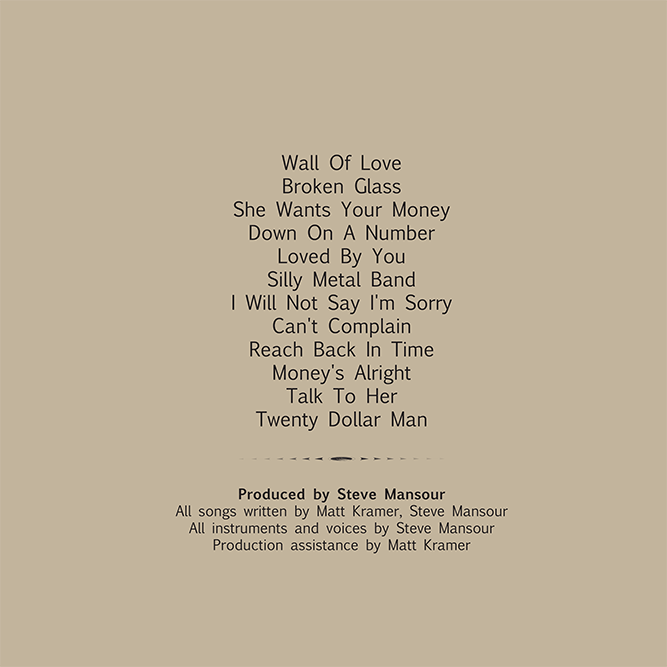 Wall Of Love
Broken Glass
She Wants Your Money
Down On A Number
Loved By You
Silly Metal Band
I Will Not Say I'm Sorry
Can't Complain
Reach Back In Time
Money's Alright
Talk To Her
Twenty Dollar Man
Produced by Steve Mansour
All songs written by Matt Kramer, Steve Mansour
All instruments and voices by Steve Mansour
Production assistance by Matt Kramer